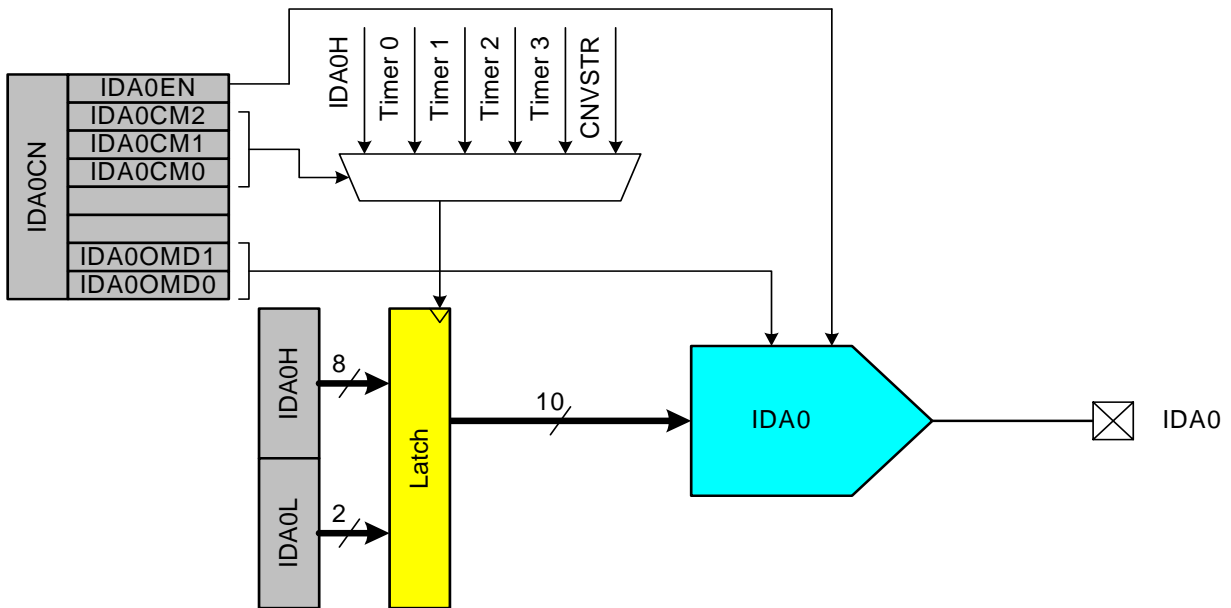 IDA0CN
IDA0EN
IDA0CM2
IDA0CM1
IDA0CM0
IDA0OMD1
IDA0OMD0
IDA0H
Timer 0
Timer 1
Timer 2
Timer 3
CNVSTR
IDA0H
8
IDA0L
2
Latch
10
IDA0
IDA0